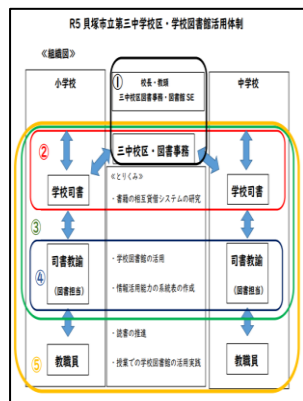 R5 貝塚市立第三中学校区・学校図書館活用体制
≪組織図≫
小学校
①
校長・教頭
三中校区図書事務・図書館 SE
中学校
三中校区・図書事務
②
学校司書
≪とりくみ≫
・書籍の相互貸借システムの研究
学校司書
③
④
司書教諭
(図書担当)
・学校図書館の活用
・情報活用能力の系統表の作成
司書教諭
(図書担当)
⑤
教職員
・読書の推進
・授業での学校図書館の活用実践
教職員